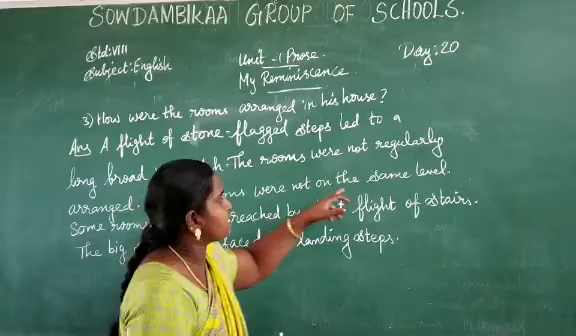 SOWDAMBIKAA GROUP OF SCHOOLS.
Std: VIII
Subject: English
Unit - 1 Prose
My Reminiscence
Day: 20
3) How were the rooms arranged in his house?
Ans A flight of stone-flagged steps led to a
long broad h. The rooms were not regularly
arranged. oms were not on the same level.
Some reached by flight of stairs.
The big faced landing steps.